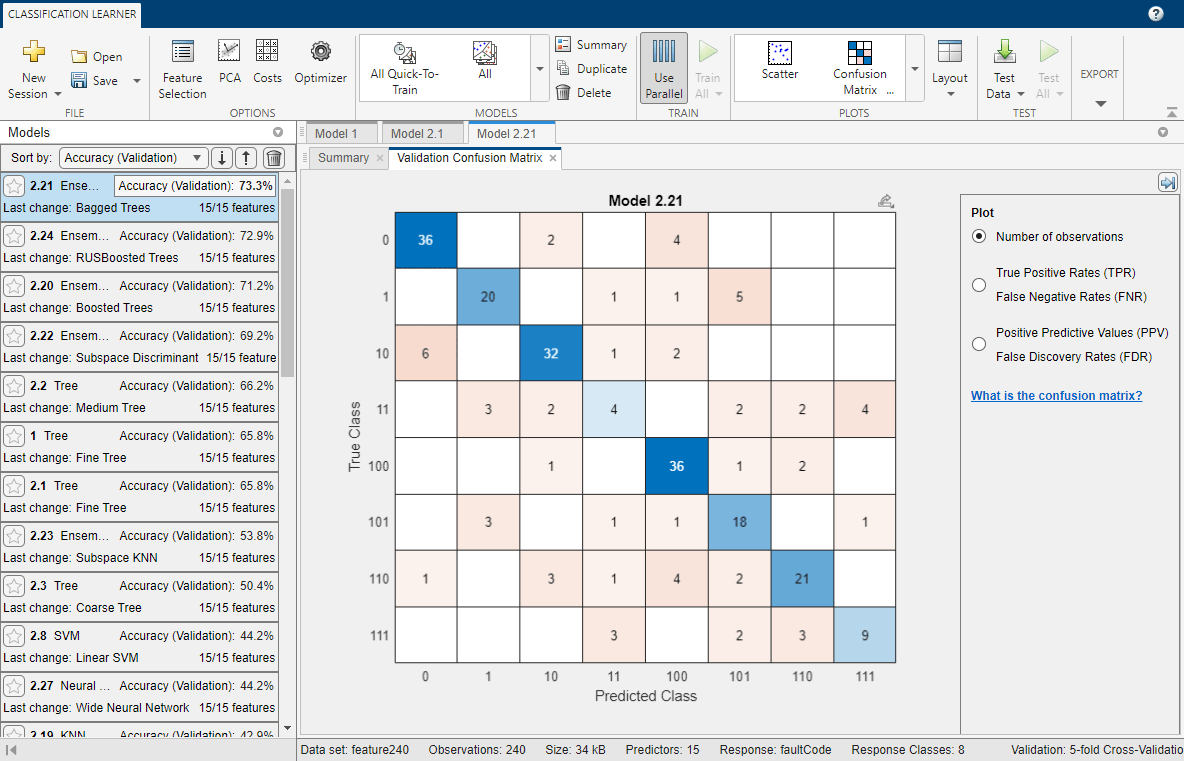 CLASSIFICATION LEARNER
?
New
Session
Open
Save
FILE
Feature
Selection
PCA
Costs
Optimizer
OPTIONS
All Quick-To-
Train
All
Summary
Duplicate
Delete
MODELS
Use
Parallel
Train
All
TRAIN
Scatter
Confusion
Matrix ...
PLOTS
Layout
Test
Data
Test
All
TEST
EXPORT
Models
Sort by: Accuracy (Validation)
2.21 Ense... Accuracy (Validation): 73.3%
Last change: Bagged Trees 15/15 features
2.24 Ensem... Accuracy (Validation): 72.9%
Last change: RUSBoosted Trees 15/15 features
2.20 Ensem... Accuracy (Validation): 71.2%
Last change: Boosted Trees 15/15 features
2.22 Ensem... Accuracy (Validation): 69.2%
Last change: Subspace Discriminant 15/15 feature
2.2 Tree Accuracy (Validation): 66.2%
Last change: Medium Tree 15/15 features
1 Tree Accuracy (Validation): 65.8%
Last change: Fine Tree 15/15 features
2.1 Tree Accuracy (Validation): 65.8%
Last change: Fine Tree 15/15 features
2.23 Ensem... Accuracy (Validation): 53.8%
Last change: Subspace KNN 15/15 features
2.3 Tree Accuracy (Validation): 50.4%
Last change: Coarse Tree 15/15 features
2.8 SVM Accuracy (Validation): 44.2%
Last change: Linear SVM 15/15 features
2.27 Neural ... Accuracy (Validation): 44.2%
Last change: Wide Neural Network 15/15 features
2.19 KNN Accuracy (Validation): 42.9%
Model 1 Model 2.1 Model 2.21
Summary Validation Confusion Matrix
Model 2.21
True Class
0 36 2 4
1 20 1 1 5
10 6 32 1 2
11 3 2 4 2 2 4
100 1 36 1 2
101 3 1 1 18 1
110 1 3 1 4 2 21
111 3 2 3 9
0 1 10 11 100 101 110 111
Predicted Class
Plot
Number of observations
True Positive Rates (TPR)
False Negative Rates (FNR)
Positive Predictive Values (PPV)
False Discovery Rates (FDR)
What is the confusion matrix?
Data set: feature240 Observations: 240 Size: 34 kB Predictors: 15 Response: faultCode Response Classes: 8 Validation: 5-fold Cross-Validatio